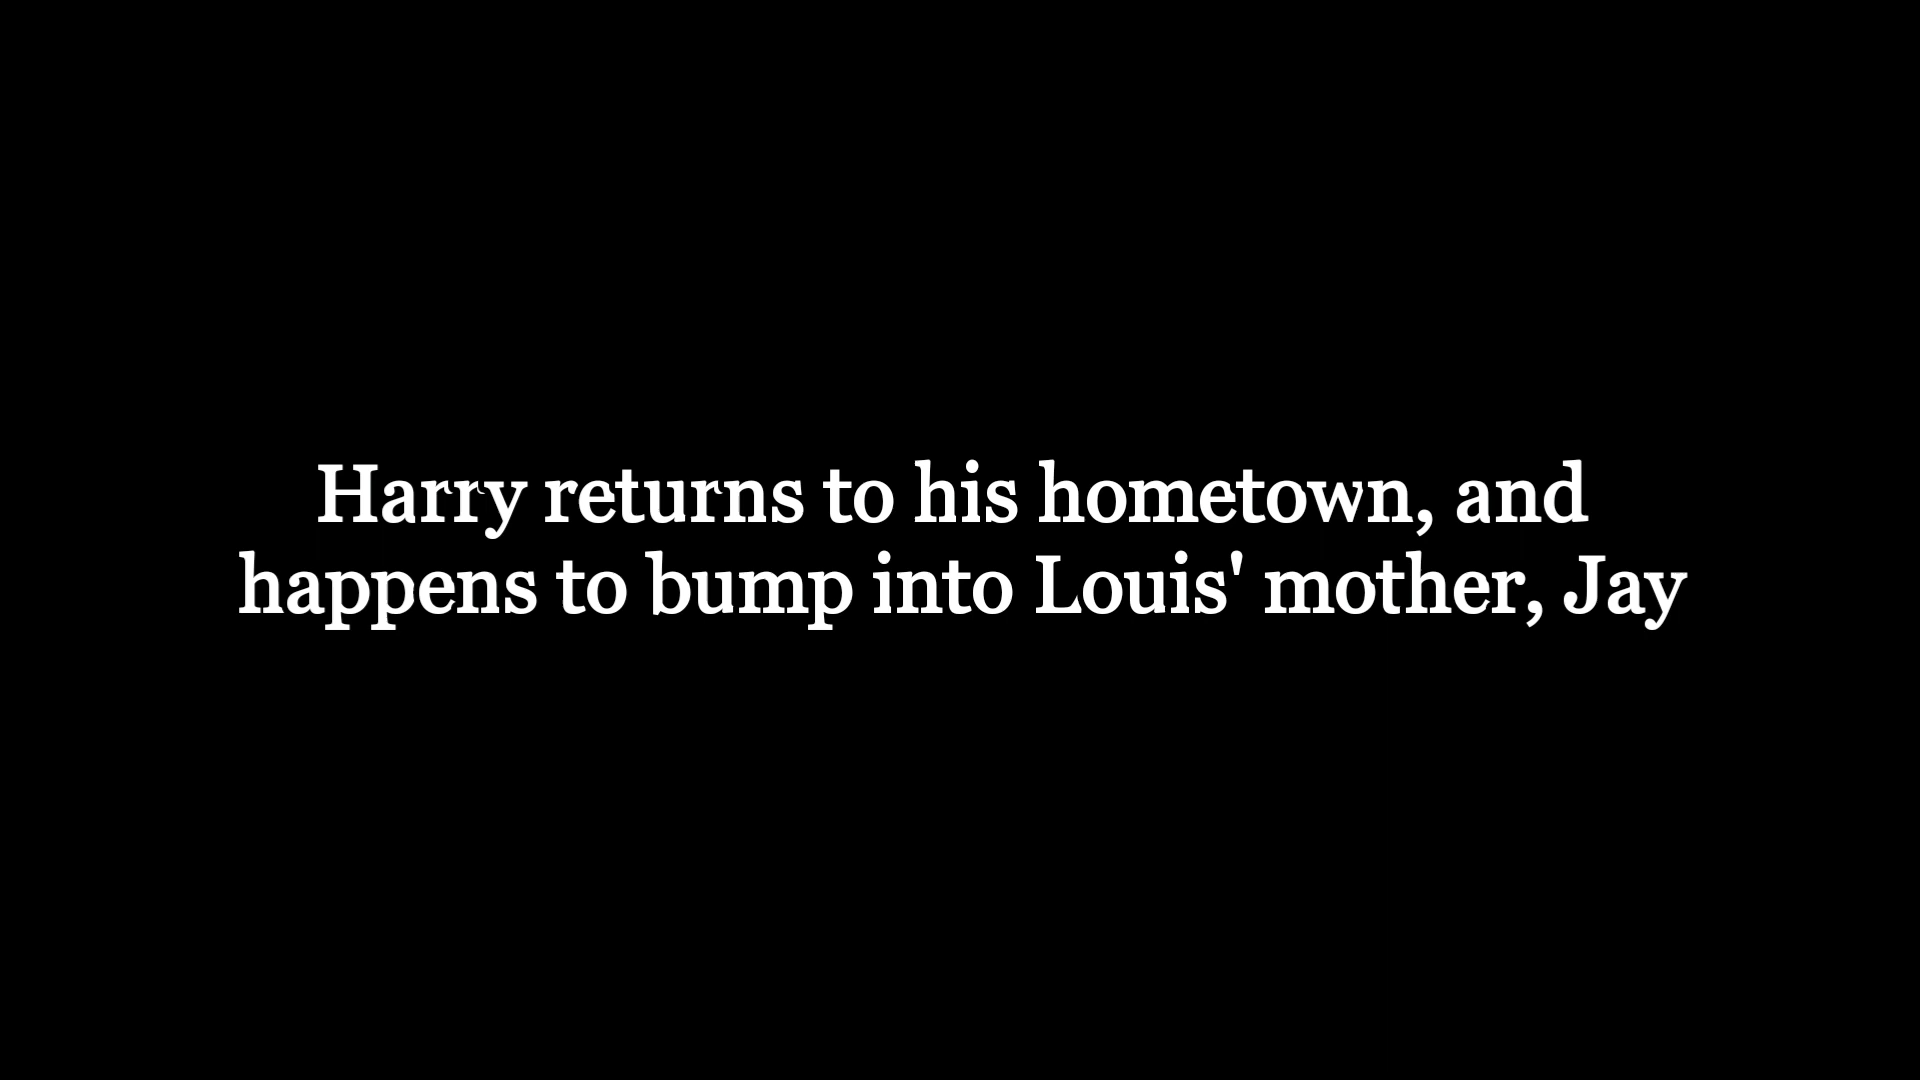 Harry returns to his hometown, and
happens to bump into Louis' mother, Jay